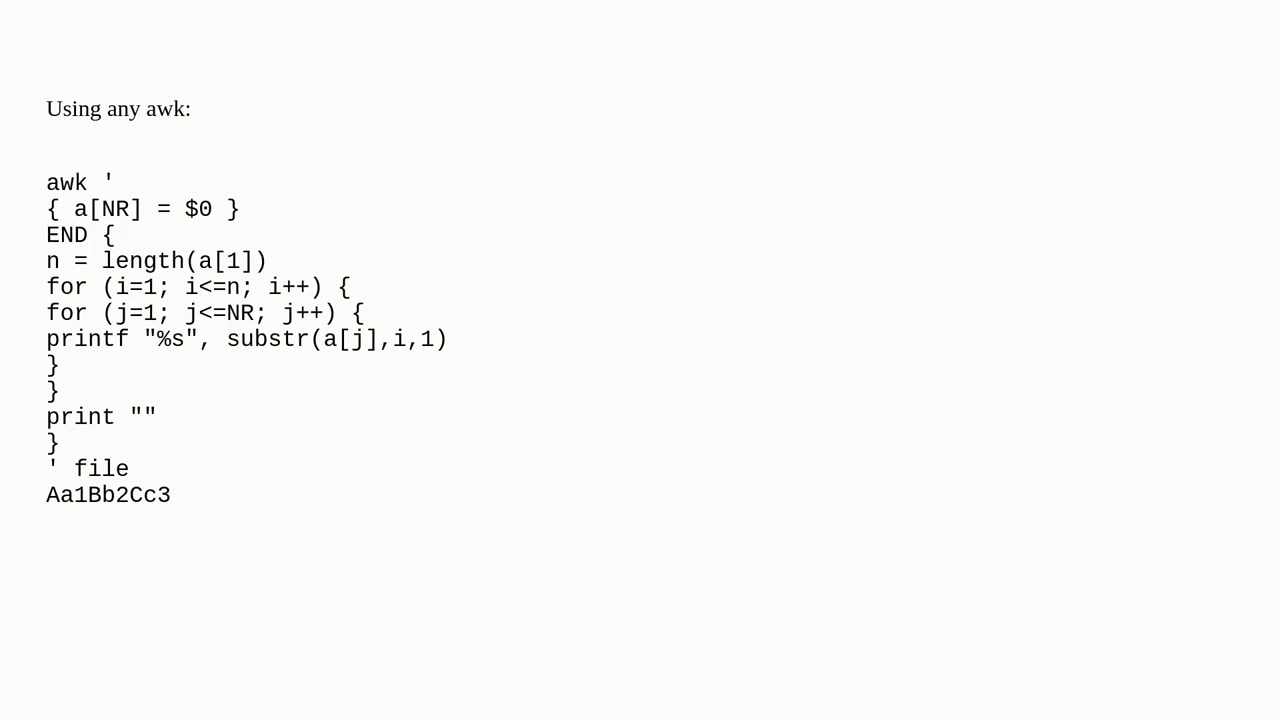 Using any awk:
awk '
{ a[NR] = $0 }
END {
n = length(a[1])
for (i=1; i<=n; i++) {
for (j=1; j<=NR; j++) {
printf "%s", substr(a[j],i,1)
}
}
print ""
}
' file
Aa1Bb2Cc3